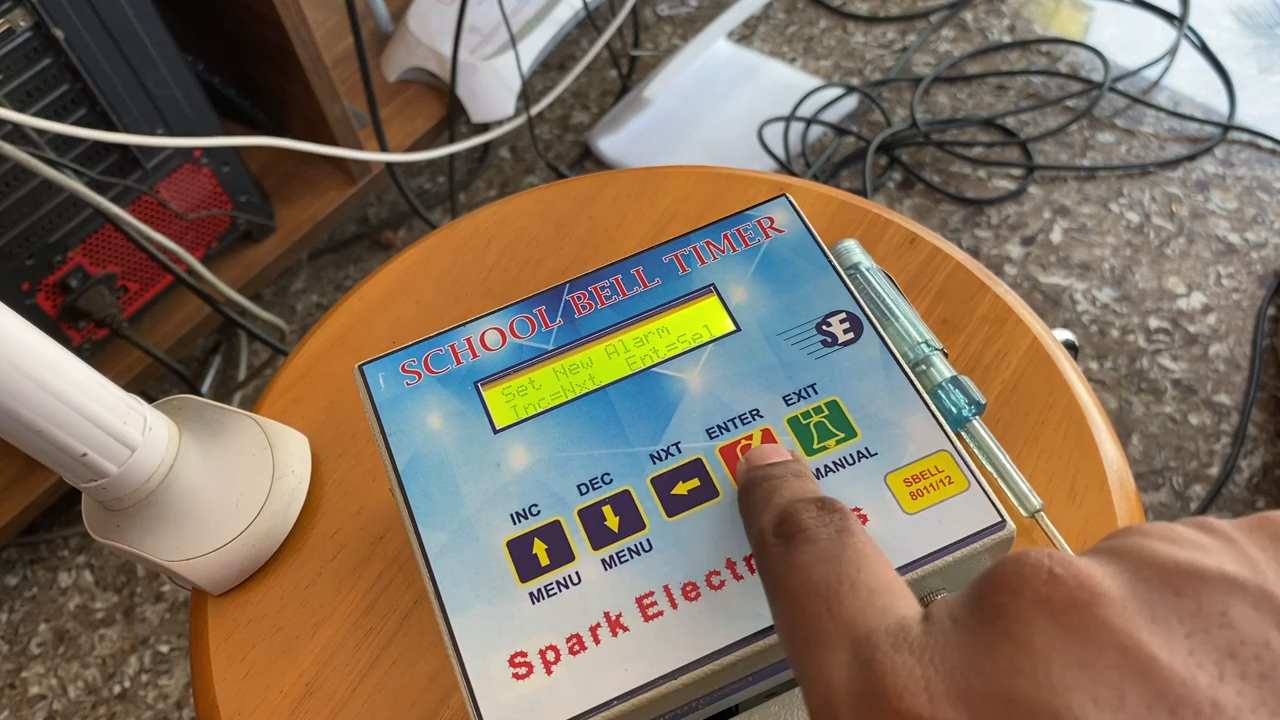 SCHOOL BELL TIMER
Set New Alarm
Inc=Nxt Ent=Sel
SE
INC
DEC
NXT
ENTER
EXIT
MENU
MENU
MANUAL
SBELL
8011/12
Spark Electr
s